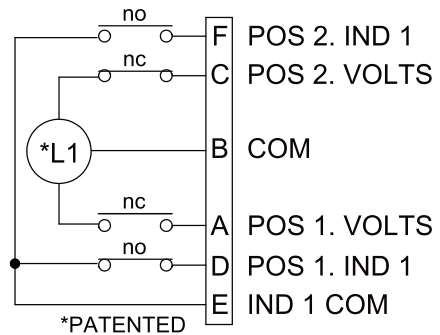 no
F POS 2. IND 1
nc
C POS 2. VOLTS
*L1
B COM
nc
A POS 1. VOLTS
no
D POS 1. IND 1
E IND 1 COM
*PATENTED